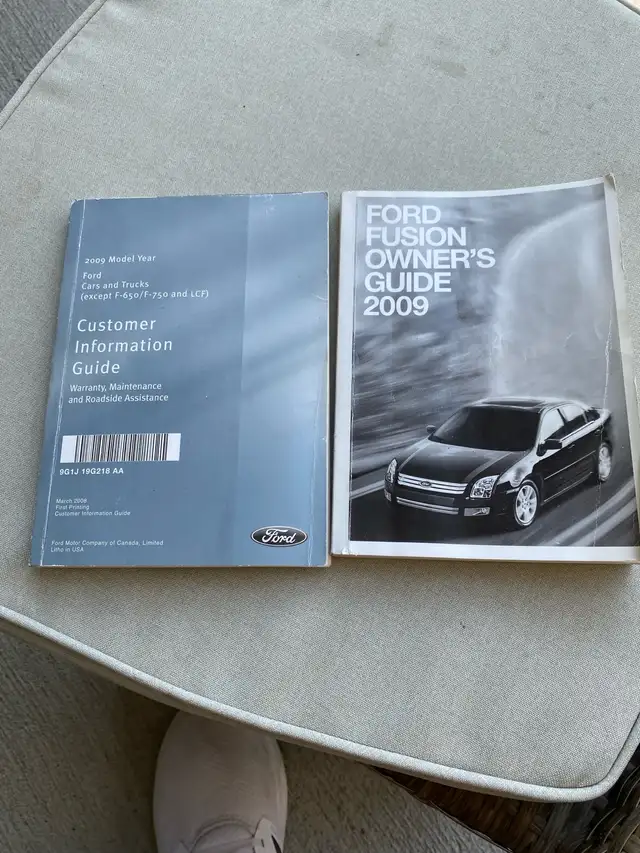 2009 Model Year
Ford
Cars and Trucks
(except F-650/F-750 and LCF)
Customer
Information
Guide
Warranty, Maintenance
and Roadside Assistance
9G1J 19G218 AA
March 2008
First Printing
Customer Information Guide
Ford Motor Company of Canada, Limited
Litho in USA
Ford
FORD
FUSION
OWNER'S
GUIDE
2009